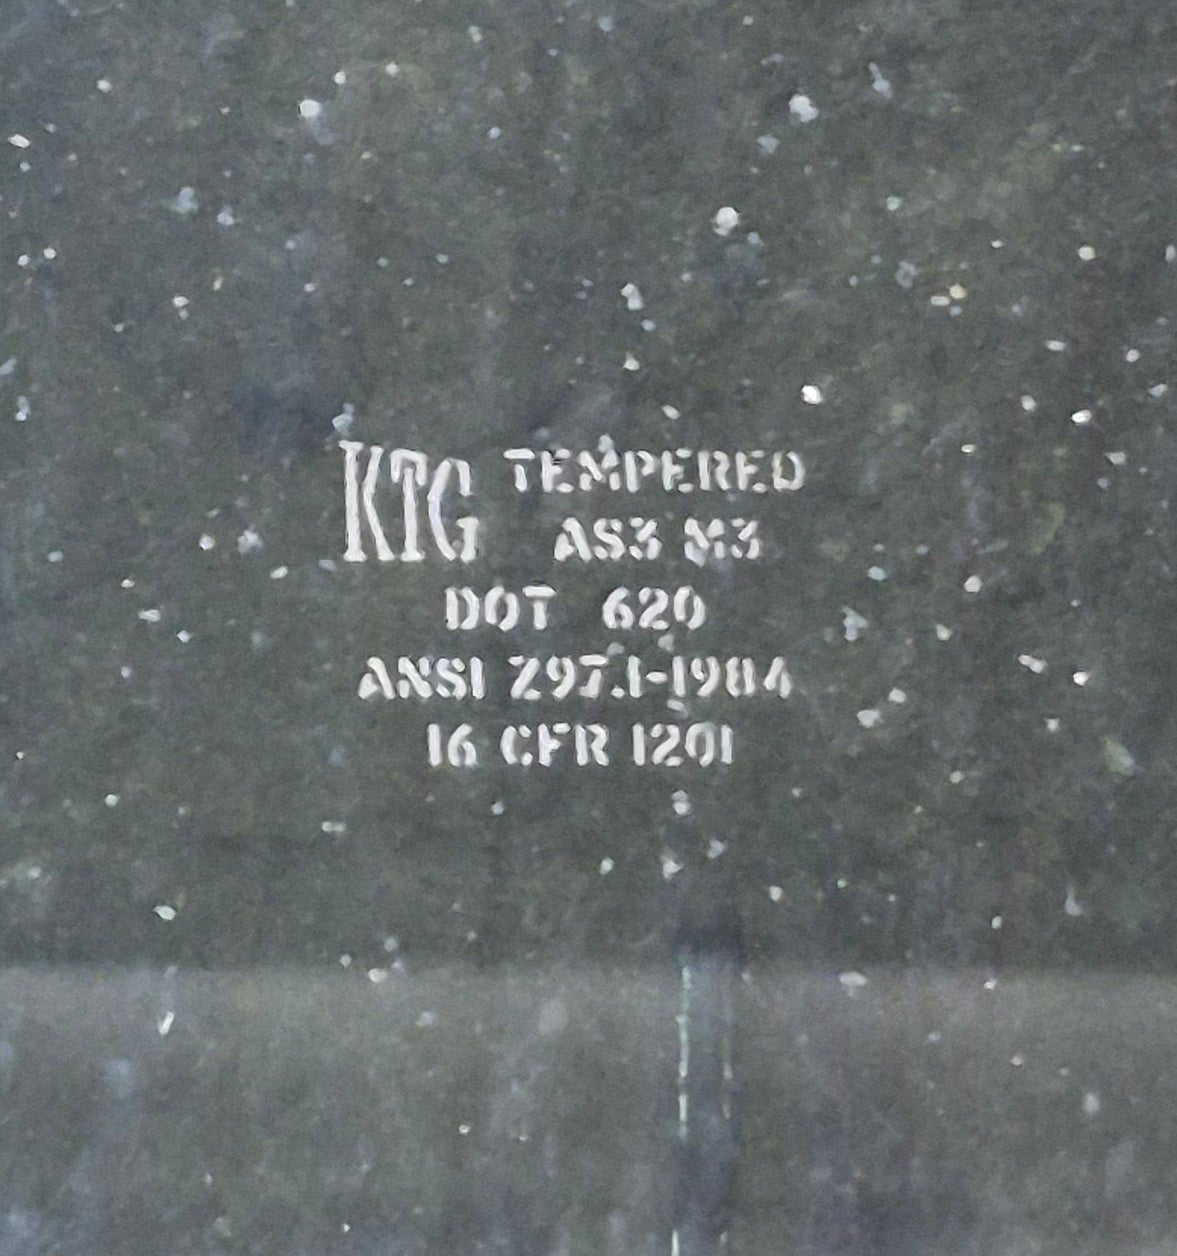 KTG TEMPERED
AS3 M3
DOT 620
ANSI Z97.1-1984
16 CFR 1201